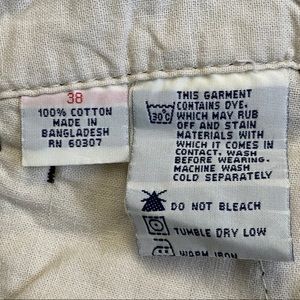 38
100% COTTON
MADE IN
BANGLADESH
RN 60307
THIS GARMENT
CONTAINS DYE,
WHICH MAY RUB
OFF AND STAIN
MATERIALS WITH
WHICH IT COMES IN
CONTACT. WASH
BEFORE WEARING.
MACHINE WASH
COLD SEPARATELY
30°C
DO NOT BLEACH
TUMBLE DRY LOW
WARM IRON